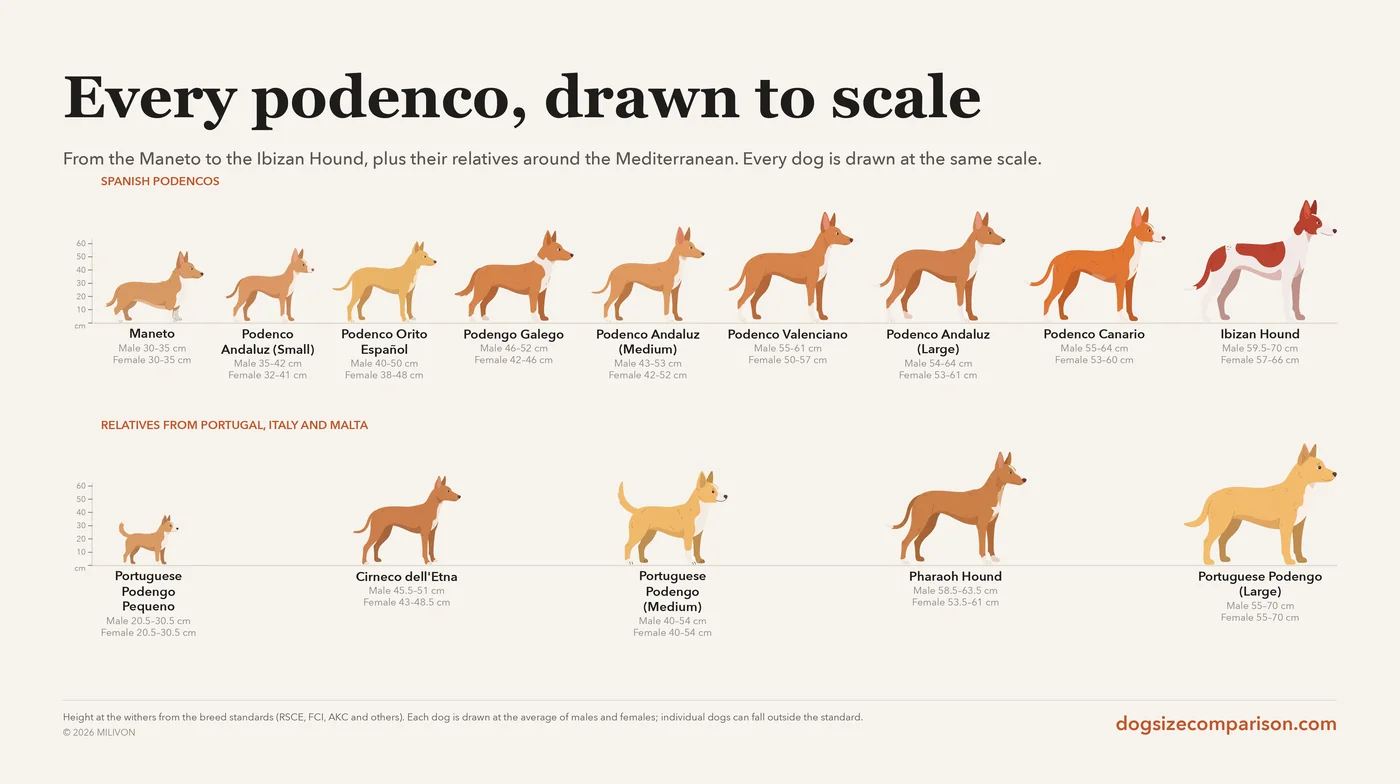 Every podenco, drawn to scale
From the Maneto to the Ibizan Hound, plus their relatives around the Mediterranean. Every dog is drawn at the same scale.
SPANISH PODENCOS
60
50
40
30
20
10
cm
Maneto
Male 30–35 cm
Female 30–35 cm
Podenco
Andaluz (Small)
Male 35–42 cm
Female 32–41 cm
Podenco Orito
Español
Male 40–50 cm
Female 38–48 cm
Podengo Galego
Male 46–52 cm
Female 42–46 cm
Podenco Andaluz
(Medium)
Male 43–53 cm
Female 42–52 cm
Podenco Valenciano
Male 55–61 cm
Female 50–57 cm
Podenco Andaluz
(Large)
Male 54–64 cm
Female 53–61 cm
Podenco Canario
Male 55–64 cm
Female 53–60 cm
Ibizan Hound
Male 59.5–70 cm
Female 57–66 cm
RELATIVES FROM PORTUGAL, ITALY AND MALTA
60
50
40
30
20
10
cm
Portuguese
Podengo
Pequeno
Male 20.5–30.5 cm
Female 20.5–30.5 cm
Cirneco dell'Etna
Male 45.5–51 cm
Female 43–48.5 cm
Portuguese
Podengo
(Medium)
Male 40–54 cm
Female 40–54 cm
Pharaoh Hound
Male 58.5–63.5 cm
Female 53.5–61 cm
Portuguese Podengo
(Large)
Male 55–70 cm
Female 55–70 cm
Height at the withers from the breed standards (RSCE, FCI, AKC and others). Each dog is drawn at the average of males and females; individual dogs can fall outside the standard.
© 2026 MILIVON
dogsizecomparison.com